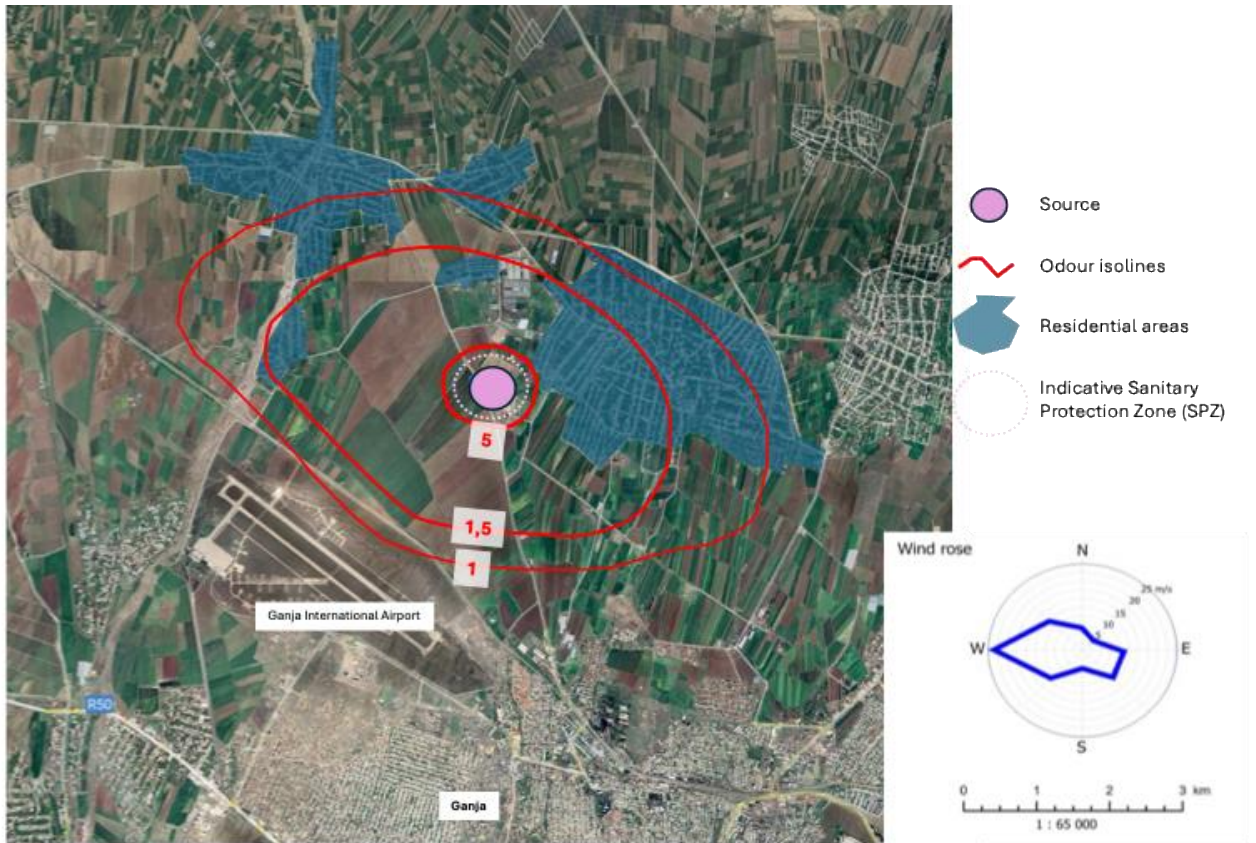 Source
Odour isolines
Residential areas
Indicative Sanitary
Protection Zone (SPZ)
5
1,5
1
Ganja International Airport
R50
Ganja
Wind rose
N
25 m/s
20
15
10
5
W
E
S
0 1 2 3 km
1 : 65 000